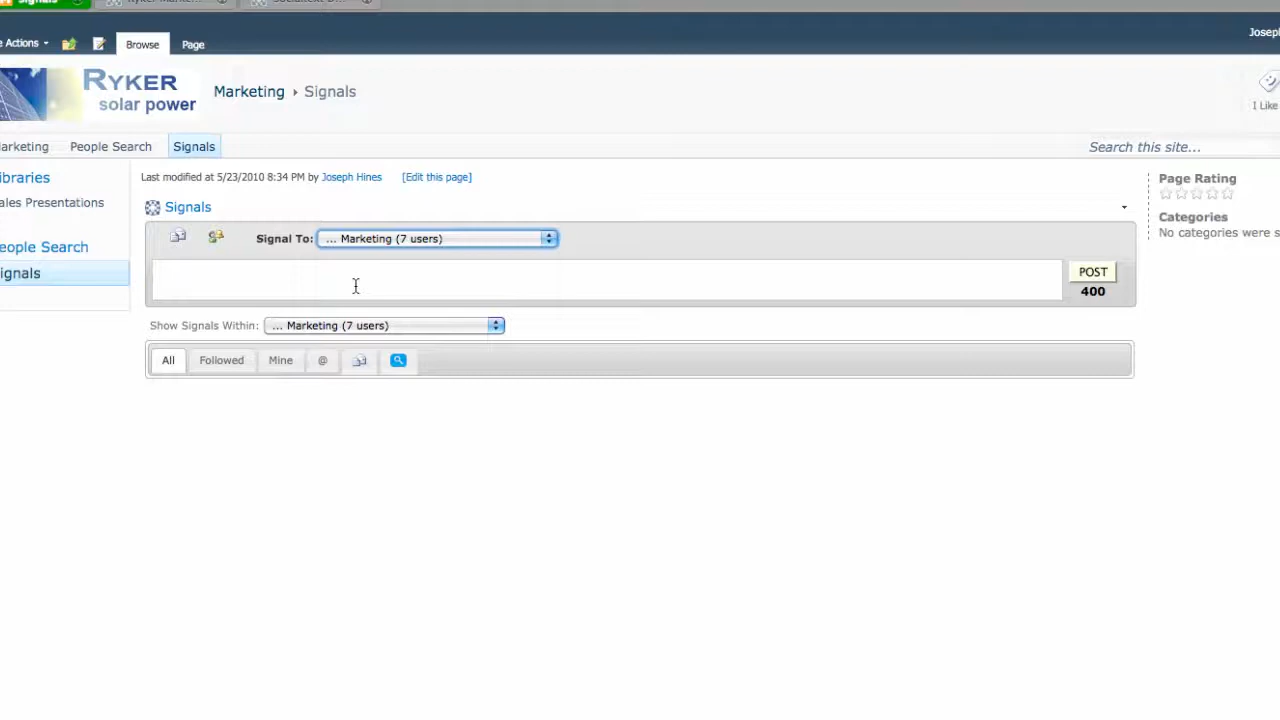 Signals
Actions
Browse
Page
RYKER
solar power
Marketing ▸ Signals
1 Like
Marketing
People Search
Signals
Search this site...
Last modified at 5/23/2010 8:34 PM by Joseph Hines [Edit this page]
Signals
Signal To: ... Marketing (7 users)
POST
400
Show Signals Within: ... Marketing (7 users)
All
Followed
Mine
@
ibraries
ales Presentations
eople Search
ignals
Page Rating
Categories
No categories were s